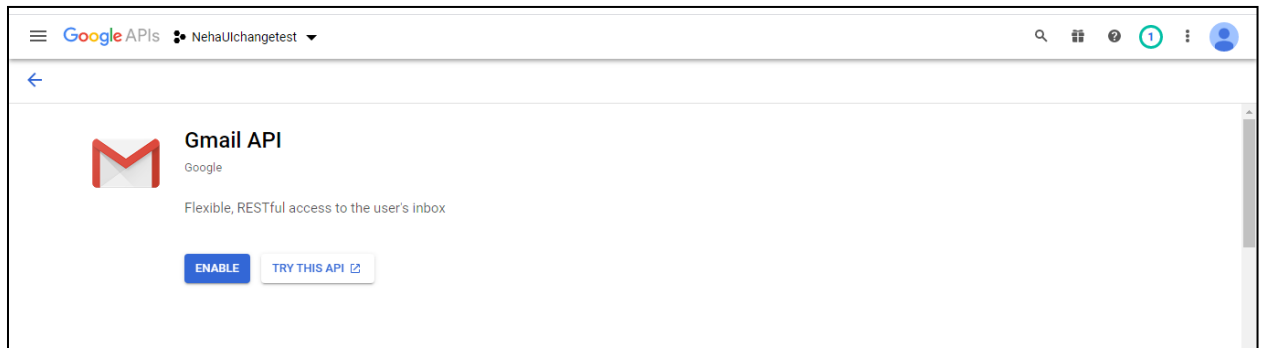 Google APIs NehaUIchangetest 1
Gmail API
Google
Flexible, RESTful access to the user's inbox
ENABLE TRY THIS API